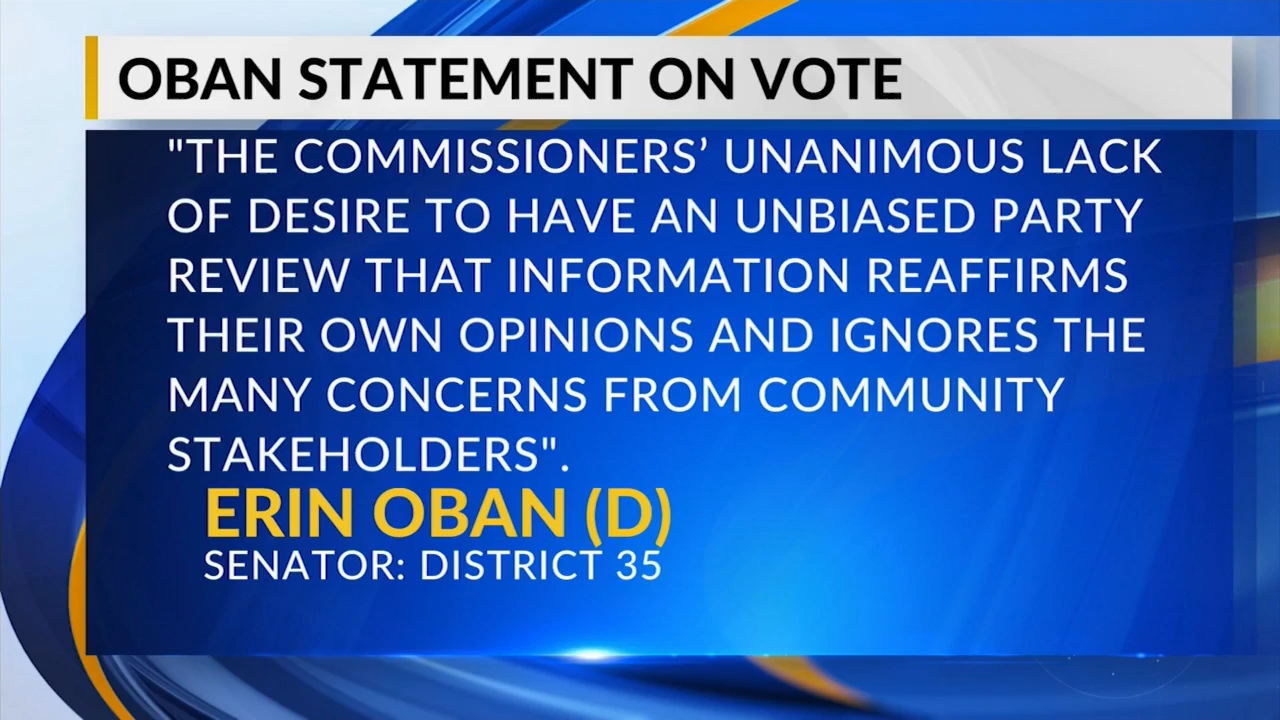 OBAN STATEMENT ON VOTE
"THE COMMISSIONERS’ UNANIMOUS LACK
OF DESIRE TO HAVE AN UNBIASED PARTY
REVIEW THAT INFORMATION REAFFIRMS
THEIR OWN OPINIONS AND IGNORES THE
MANY CONCERNS FROM COMMUNITY
STAKEHOLDERS".
ERIN OBAN (D)
SENATOR: DISTRICT 35